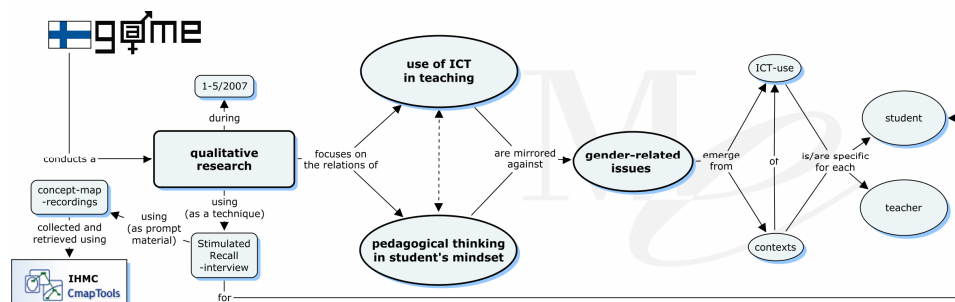 g@me
1-5/2007
during
conducts a
qualitative
research
focuses on
the relations of
use of ICT
in teaching
pedagogical thinking
in student's mindset
are mirrored
against
gender-related
issues
emerge
from
ICT-use
of
contexts
is/are specific
for each
student
teacher
using
(as a technique)
Stimulated
Recall
-interview
using
(as prompt
material)
concept-map
-recordings
collected and
retrieved using
IHMC
CmapTools
for
Me